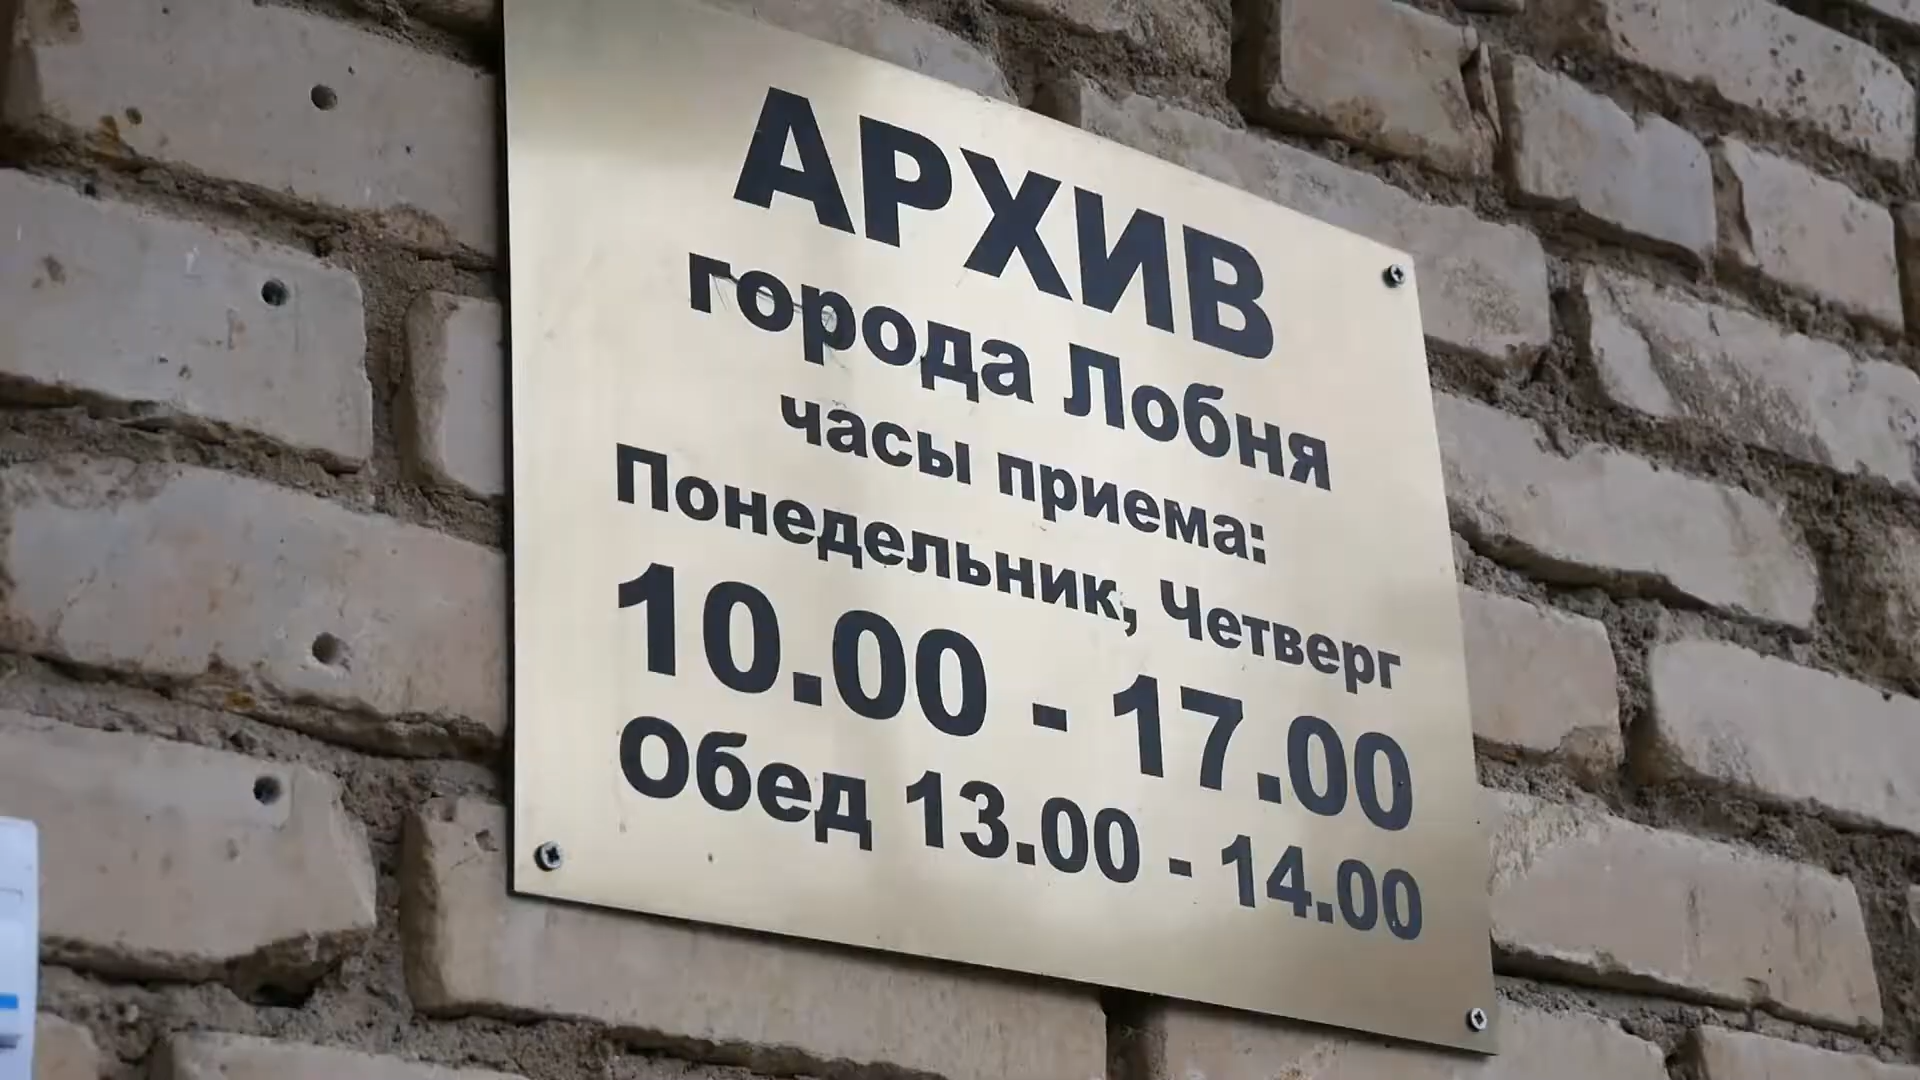 АРХИВ
города Лобня
часы приема:
Понедельник, Четверг
10.00 - 17.00
Обед 13.00 - 14.00